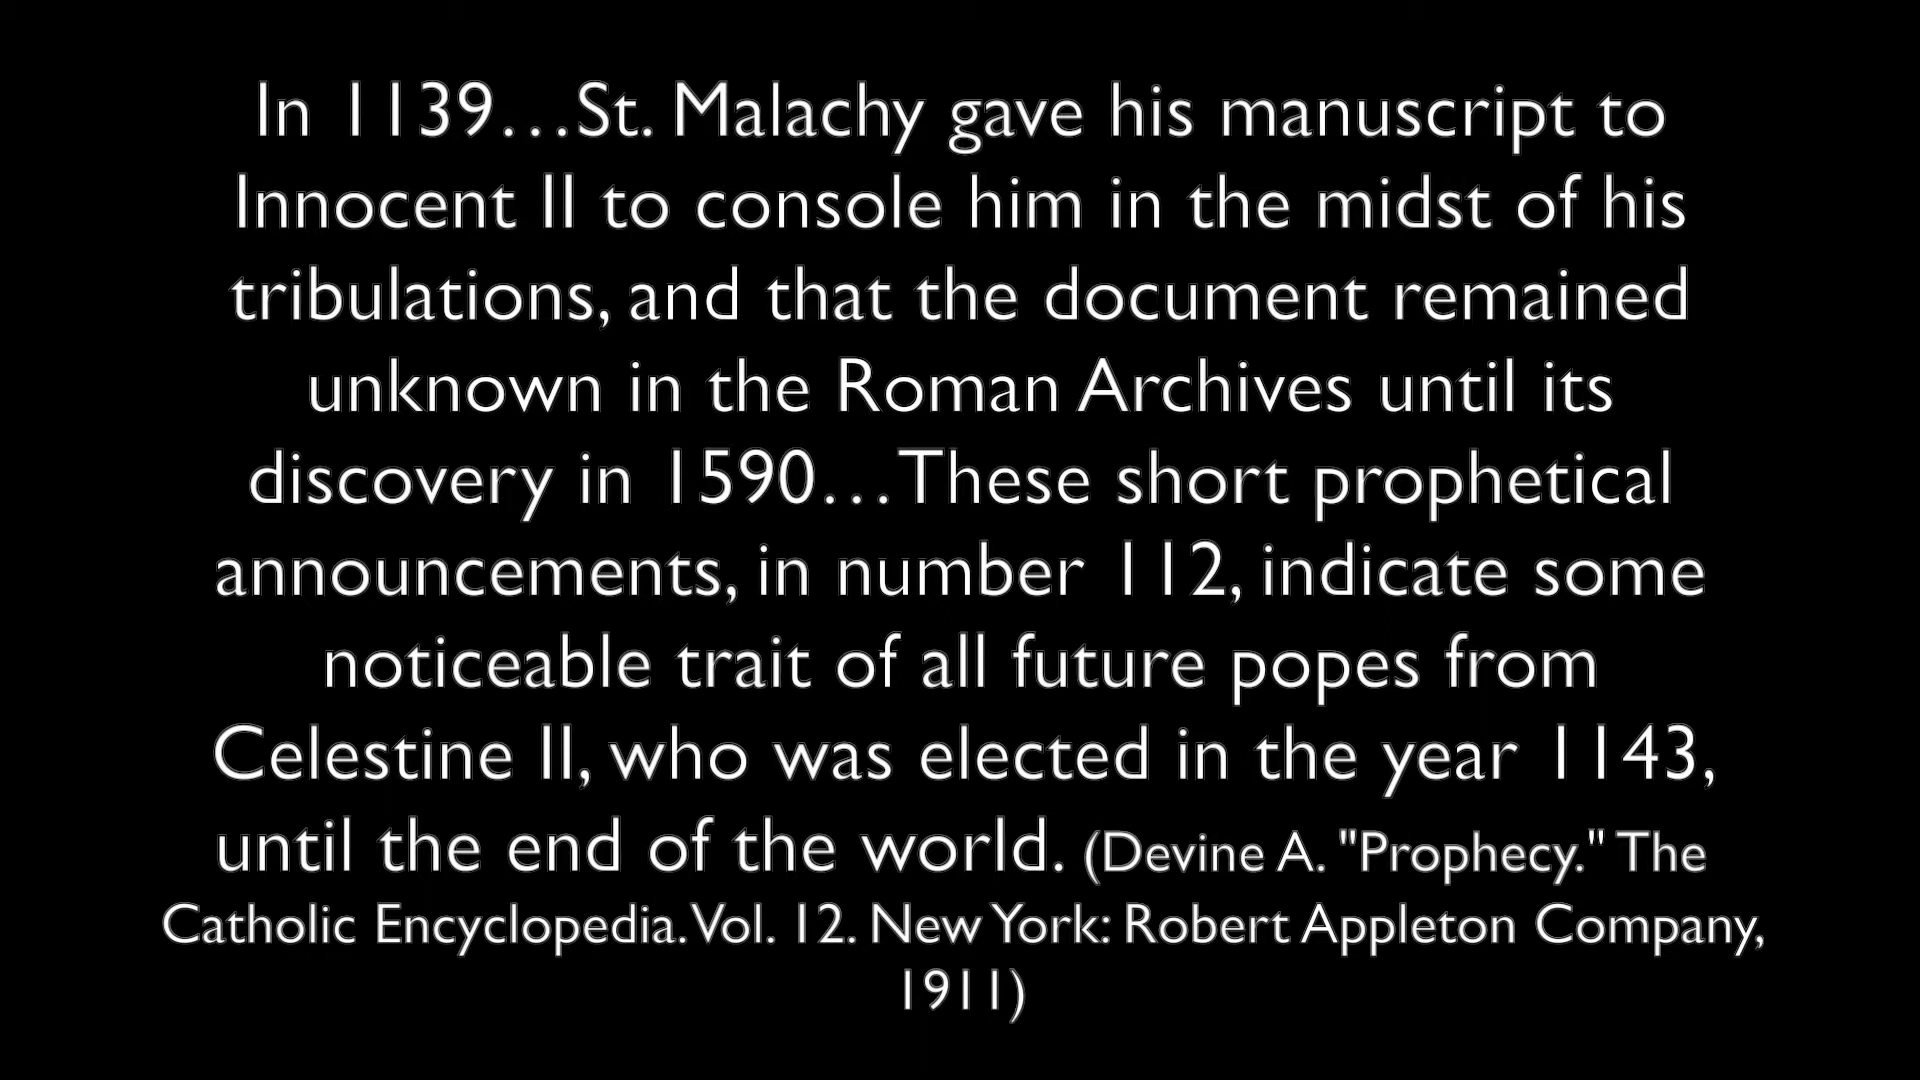 In 1139…St. Malachy gave his manuscript to
Innocent II to console him in the midst of his
tribulations, and that the document remained
unknown in the Roman Archives until its
discovery in 1590…These short prophetical
announcements, in number 112, indicate some
noticeable trait of all future popes from
Celestine II, who was elected in the year 1143,
until the end of the world. (Devine A. "Prophecy." The
Catholic Encyclopedia. Vol. 12. New York: Robert Appleton Company,
1911)